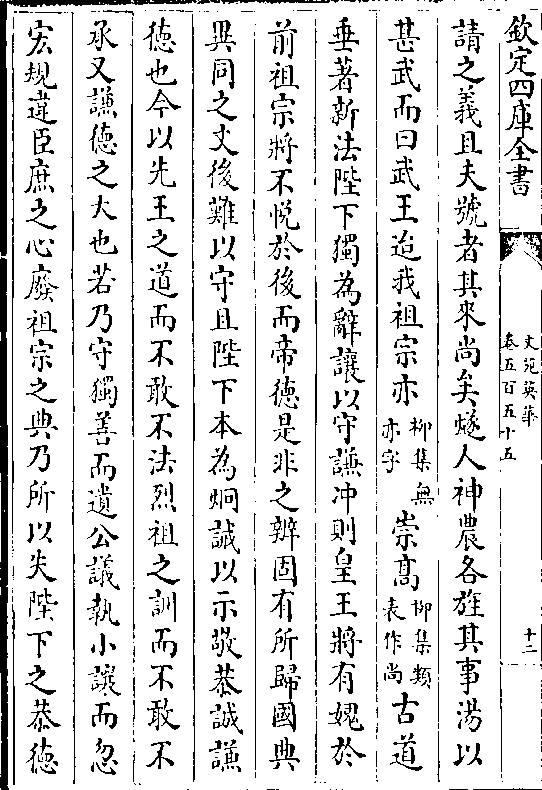 欽定四庫全書
文苑英華
卷五百五十五
十二
請之義且夫號者其來尚矣燧人神農各旌其事湯以
甚武而曰武王迨我祖宗亦柳集無亦字崇髙柳集類表作尚古道
垂著新法陛下獨為辭讓以守謙冲則皇王將有媿於
前祖宗將不悦於後而帝徳是非之辨固有所歸國典
異同之文後難以守且陛下本為炯誠以示敬恭誠謙
徳也今以先王之道而不敢不法烈祖之訓而不敢不
承又謙徳之大也若乃守獨善而遺公議執小讓而忽
宏規違臣庶之心廢祖宗之典乃所以失陛下之恭徳